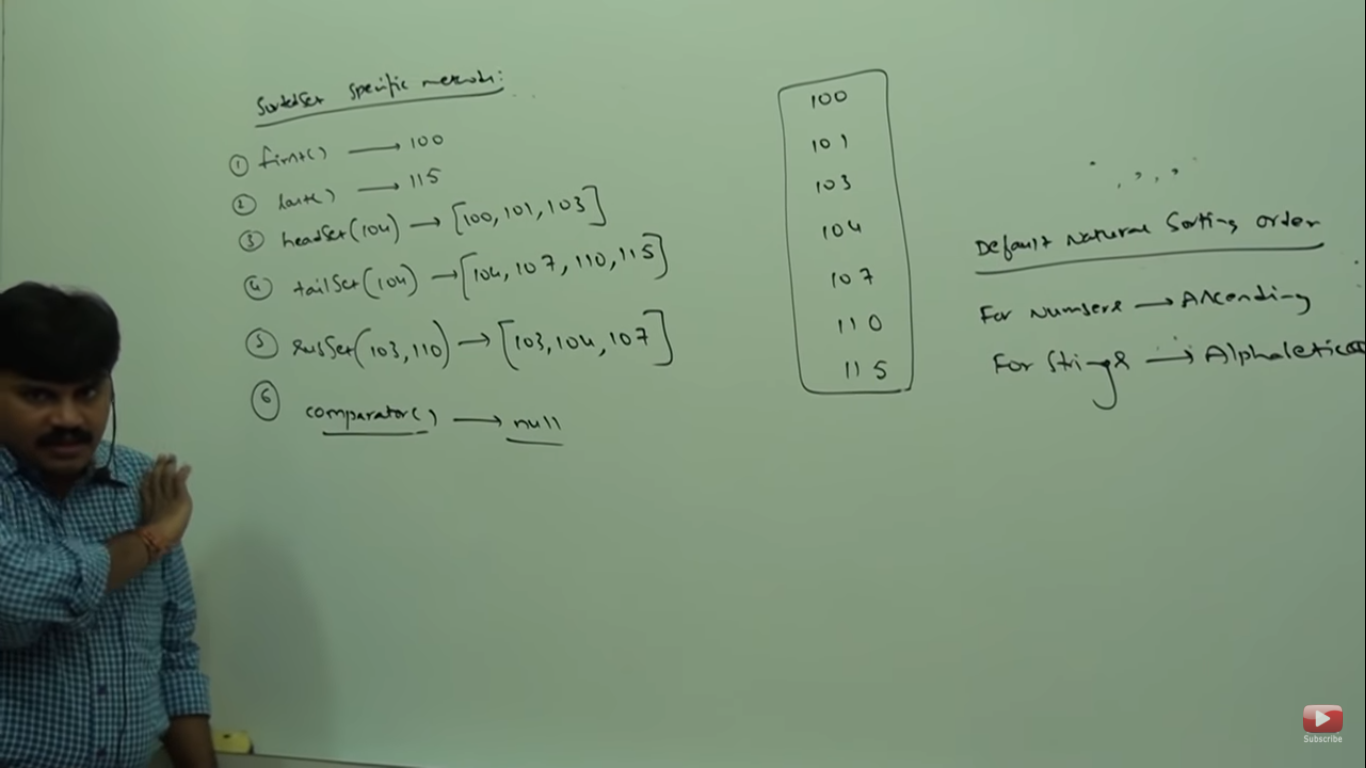 SortedSet specific methods:
① first() → 100
② last() → 115
③ headSet(104) → [100, 101, 103]
④ tailSet(104) → [104, 107, 110, 115]
⑤ subSet(103, 110) → [103, 104, 107]
⑥ comparator() → null
100
101
103
104
107
110
115
Default Natural Sorting order
For Numbers → Ascending
For Strings → Alphabetical
Subscribe